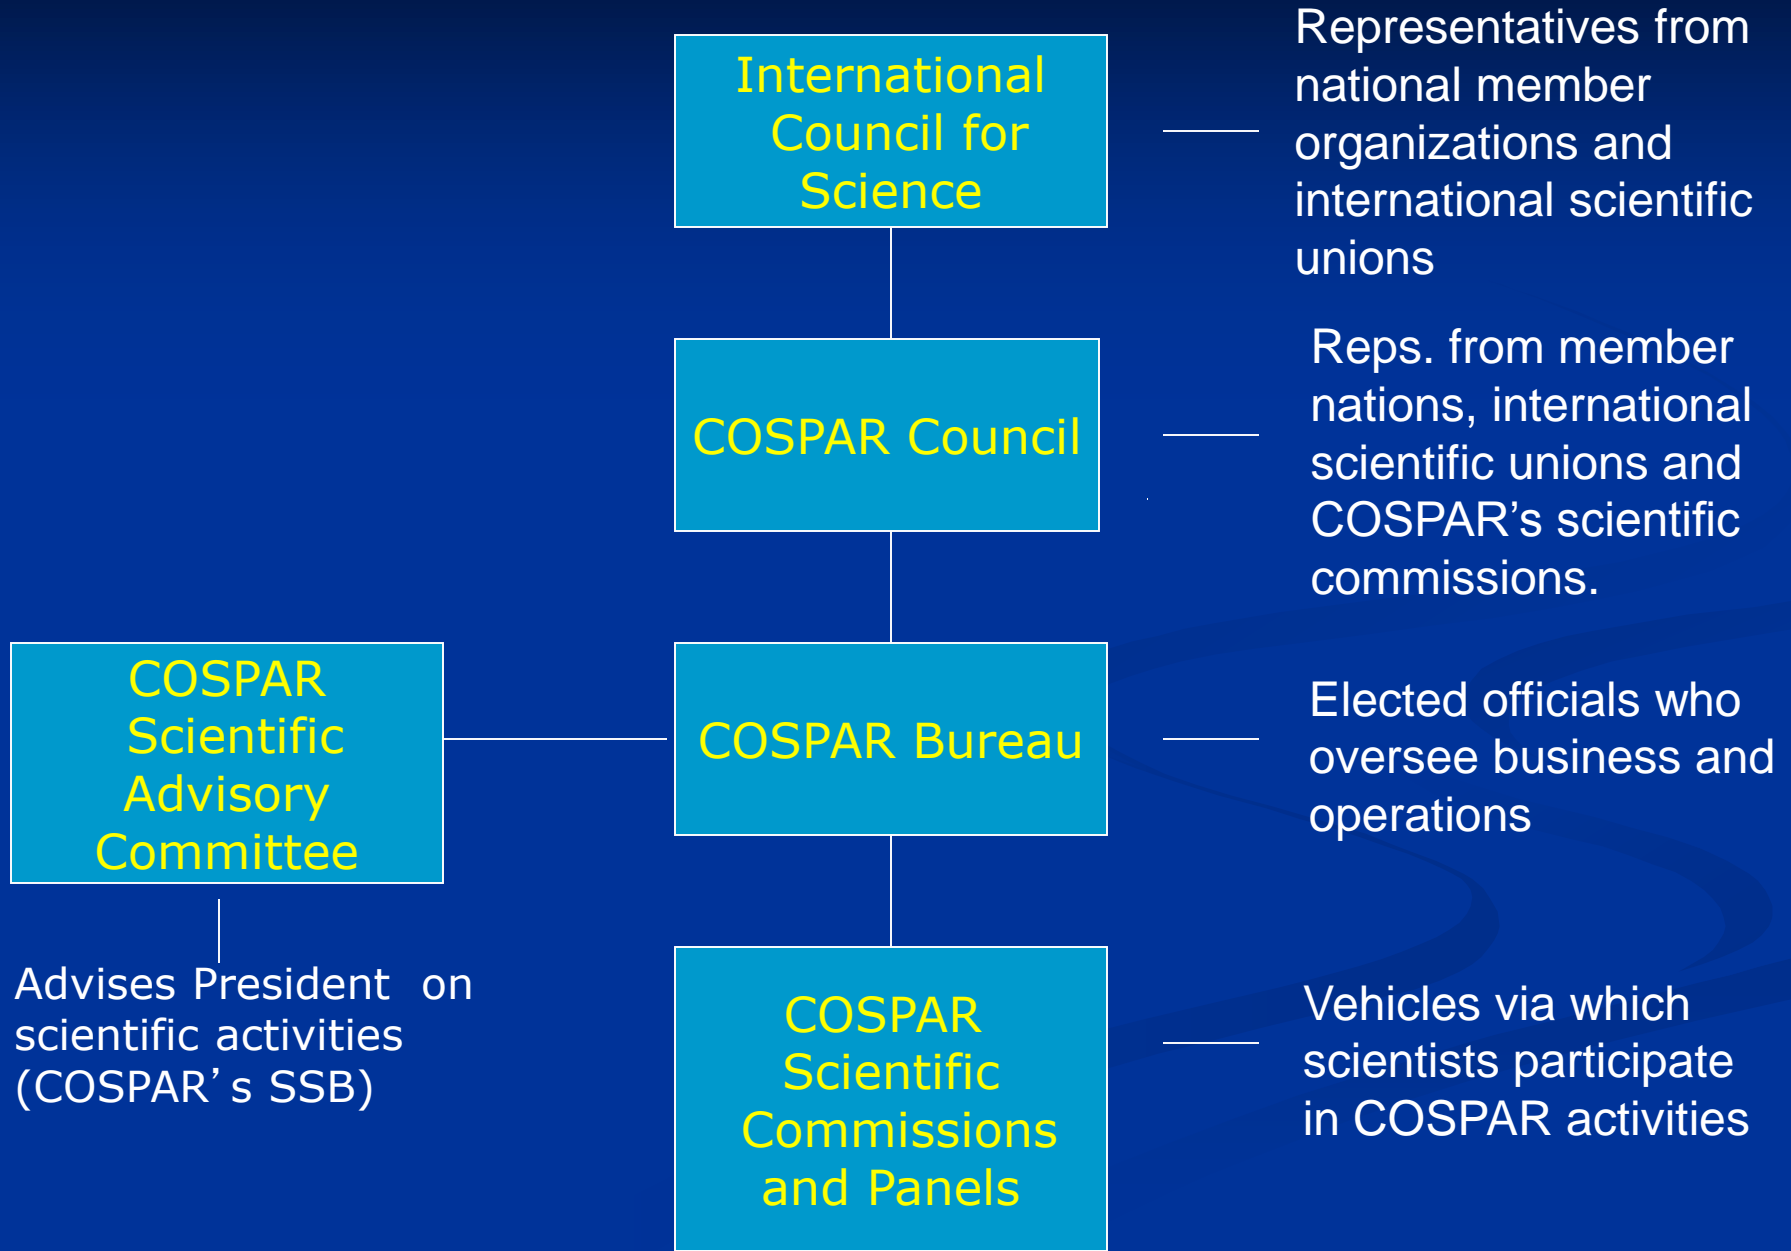 International
Council for
Science
Representatives from
national member
organizations and
international scientific
unions
COSPAR Council
Reps. from member
nations, international
scientific unions and
COSPAR’s scientific
commissions.
COSPAR
Scientific
Advisory
Committee
COSPAR Bureau
Elected officials who
oversee business and
operations
Advises President on
scientific activities
(COSPAR’s SSB)
COSPAR
Scientific
Commissions
and Panels
Vehicles via which
scientists participate
in COSPAR activities